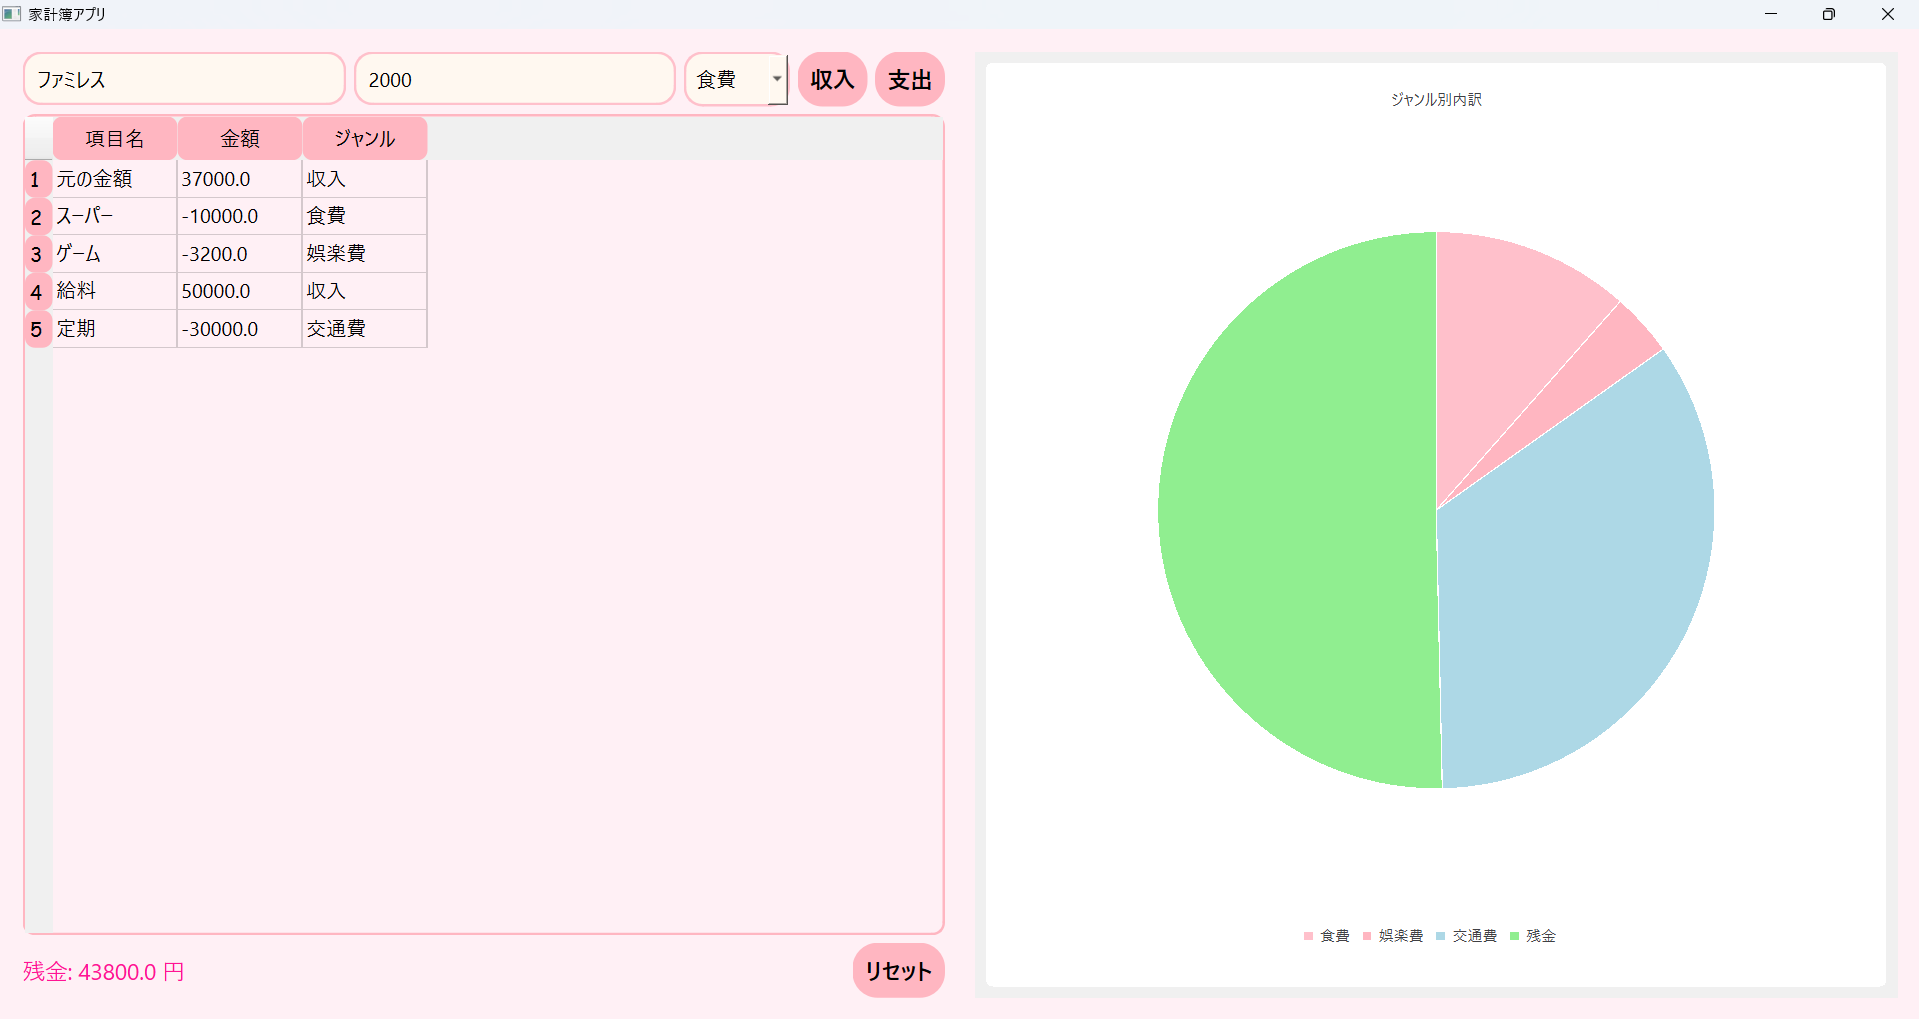 家計簿アプリ
ファミレス 2000 食費 収入 支出
項目名 金額 ジャンル
1 元の金額 37000.0 収入
2 スーパー -10000.0 食費
3 ゲーム -3200.0 娯楽費
4 給料 50000.0 収入
5 定期 -30000.0 交通費
残金: 43800.0 円 リセット
ジャンル別内訳
食費 娯楽費 交通費 残金